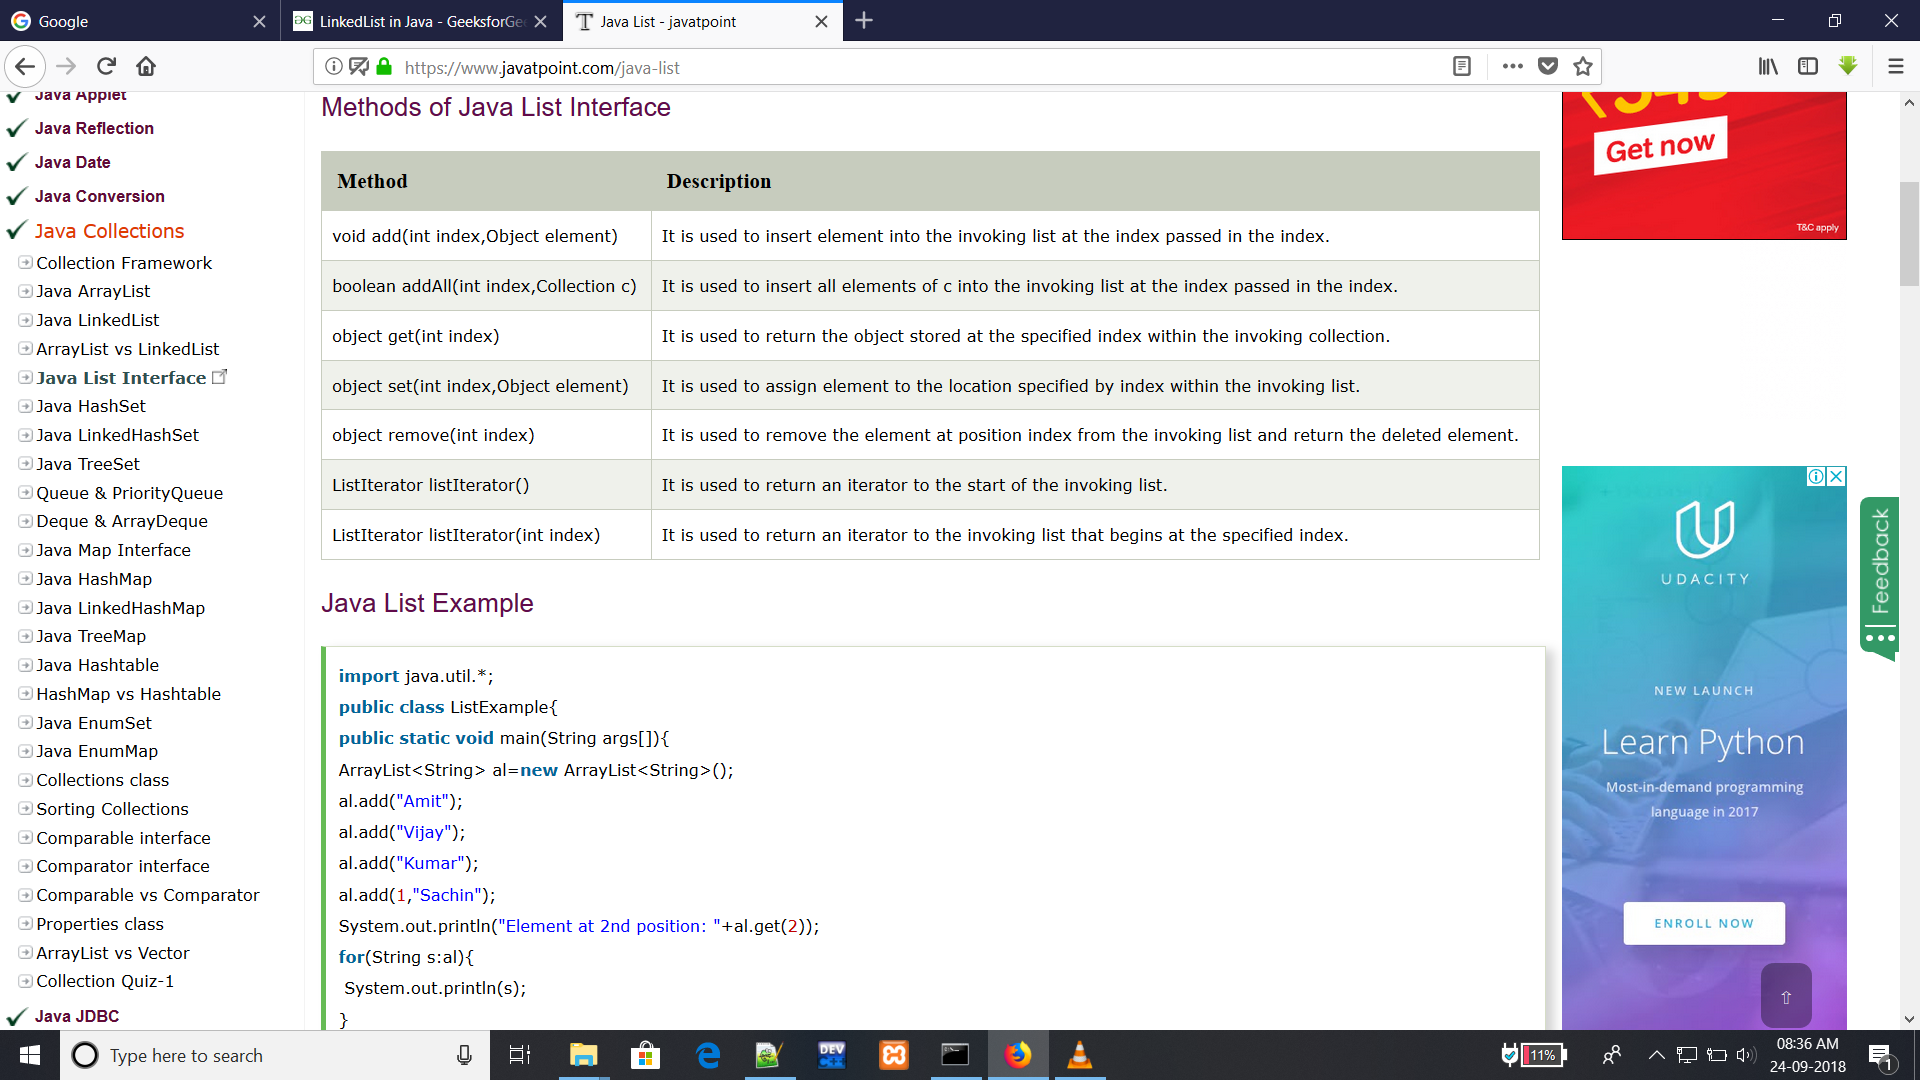 Google
LinkedList in Java - GeeksforGe
Java List - javatpoint
https://www.javatpoint.com/java-list
Java Applet
Java Reflection
Java Date
Java Conversion
Java Collections
Collection Framework
Java ArrayList
Java LinkedList
ArrayList vs LinkedList
Java List Interface
Java HashSet
Java LinkedHashSet
Java TreeSet
Queue & PriorityQueue
Deque & ArrayDeque
Java Map Interface
Java HashMap
Java LinkedHashMap
Java TreeMap
Java Hashtable
HashMap vs Hashtable
Java EnumSet
Java EnumMap
Collections class
Sorting Collections
Comparable interface
Comparator interface
Comparable vs Comparator
Properties class
ArrayList vs Vector
Collection Quiz-1
Java JDBC
Methods of Java List Interface
Method Description
void add(int index,Object element) It is used to insert element into the invoking list at the index passed in the index.
boolean addAll(int index,Collection c) It is used to insert all elements of c into the invoking list at the index passed in the index.
object get(int index) It is used to return the object stored at the specified index within the invoking collection.
object set(int index,Object element) It is used to assign element to the location specified by index within the invoking list.
object remove(int index) It is used to remove the element at position index from the invoking list and return the deleted element.
ListIterator listIterator() It is used to return an iterator to the start of the invoking list.
ListIterator listIterator(int index) It is used to return an iterator to the invoking list that begins at the specified index.
Java List Example
import java.util.*;
public class ListExample{
public static void main(String args[]){
ArrayList<String> al=new ArrayList<String>();
al.add("Amit");
al.add("Vijay");
al.add("Kumar");
al.add(1,"Sachin");
System.out.println("Element at 2nd position: "+al.get(2));
for(String s:al){
System.out.println(s);
}
Get now
T&C apply
UDACITY
NEW LAUNCH
Learn Python
Most-in-demand programming
language in 2017
ENROLL NOW
Feedback
Type here to search
DEV
C++
11%
08:36 AM
24-09-2018
1